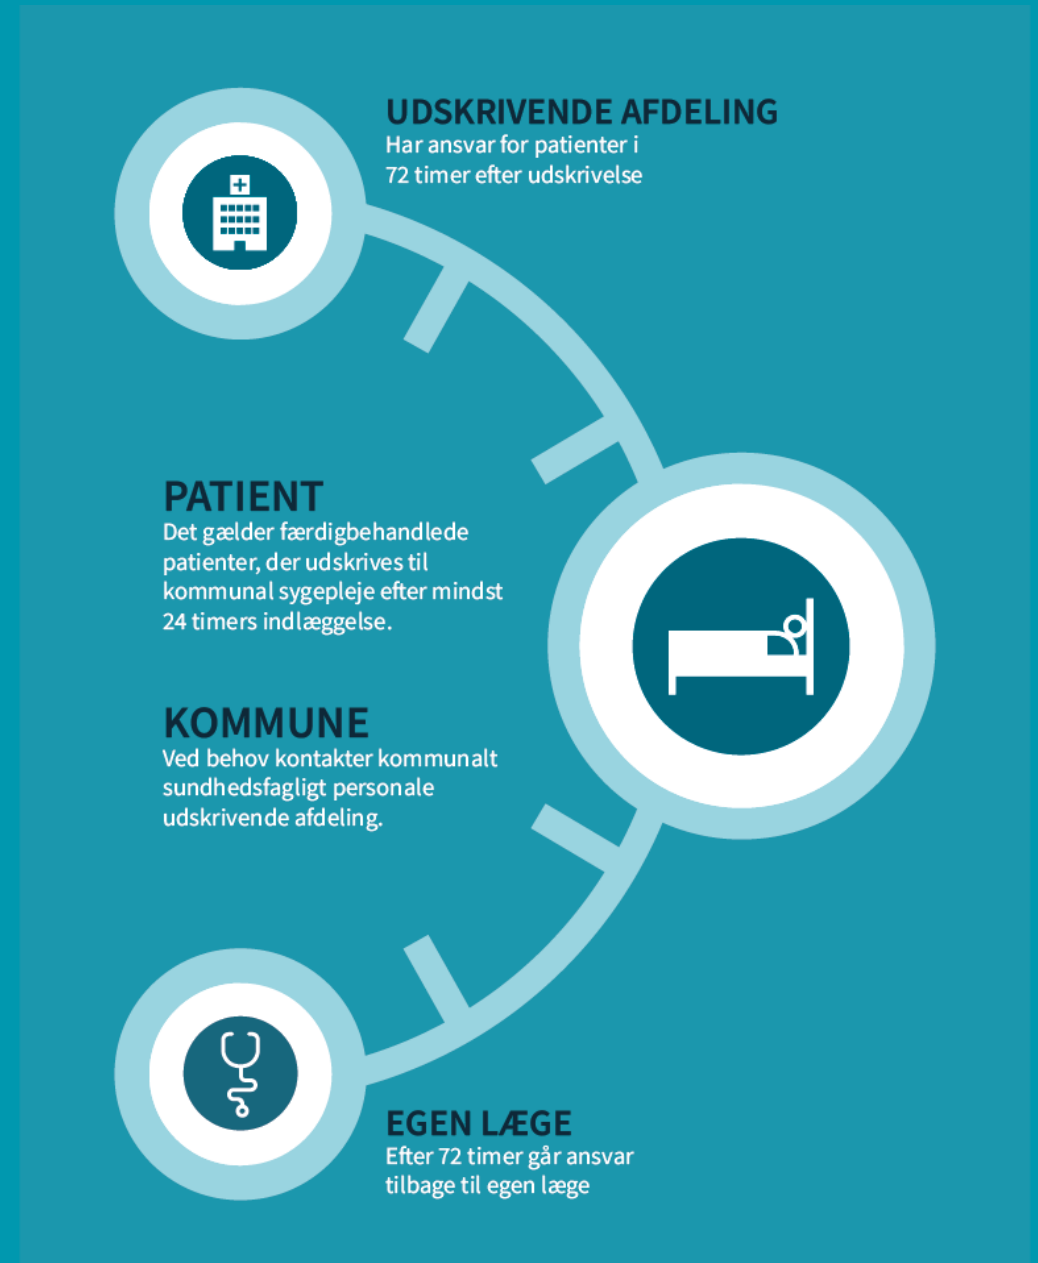 UDSKRIVENDE AFDELING
Har ansvar for patienter i
72 timer efter udskrivelse
PATIENT
Det gælder færdigbehandlede
patienter, der udskrives til
kommunal sygepleje efter mindst
24 timers indlæggelse.
KOMMUNE
Ved behov kontakter kommunalt
sundhedsfagligt personale
udskrivende afdeling.
EGEN LÆGE
Efter 72 timer går ansvar
tilbage til egen læge